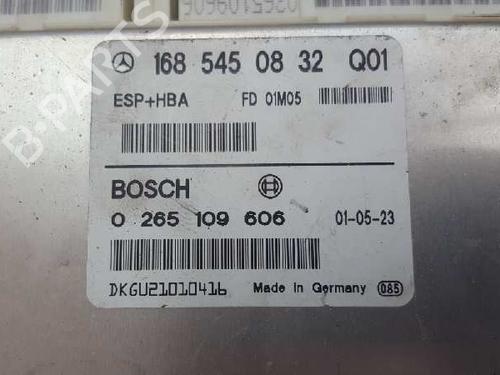 0265109606
168 545 08 32 Q01
ESP+HBA FD 01M05
BOSCH
0 265 109 606 01-05-23
DKGU21010416 Made in Germany 085
B-PARTS